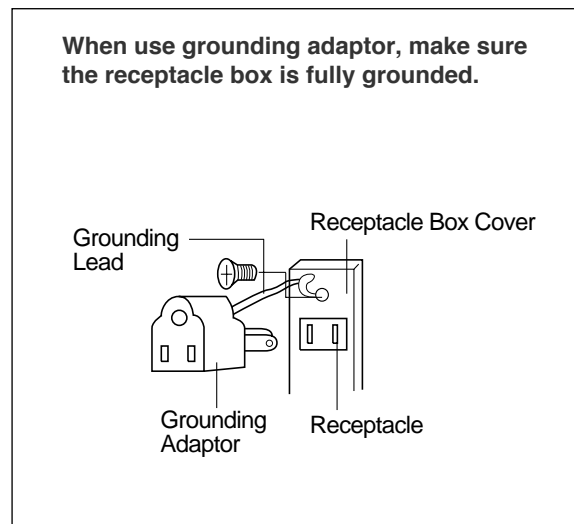 When use grounding adaptor, make sure
the receptacle box is fully grounded.
Receptacle Box Cover
Grounding
Lead
Grounding
Adaptor
Receptacle